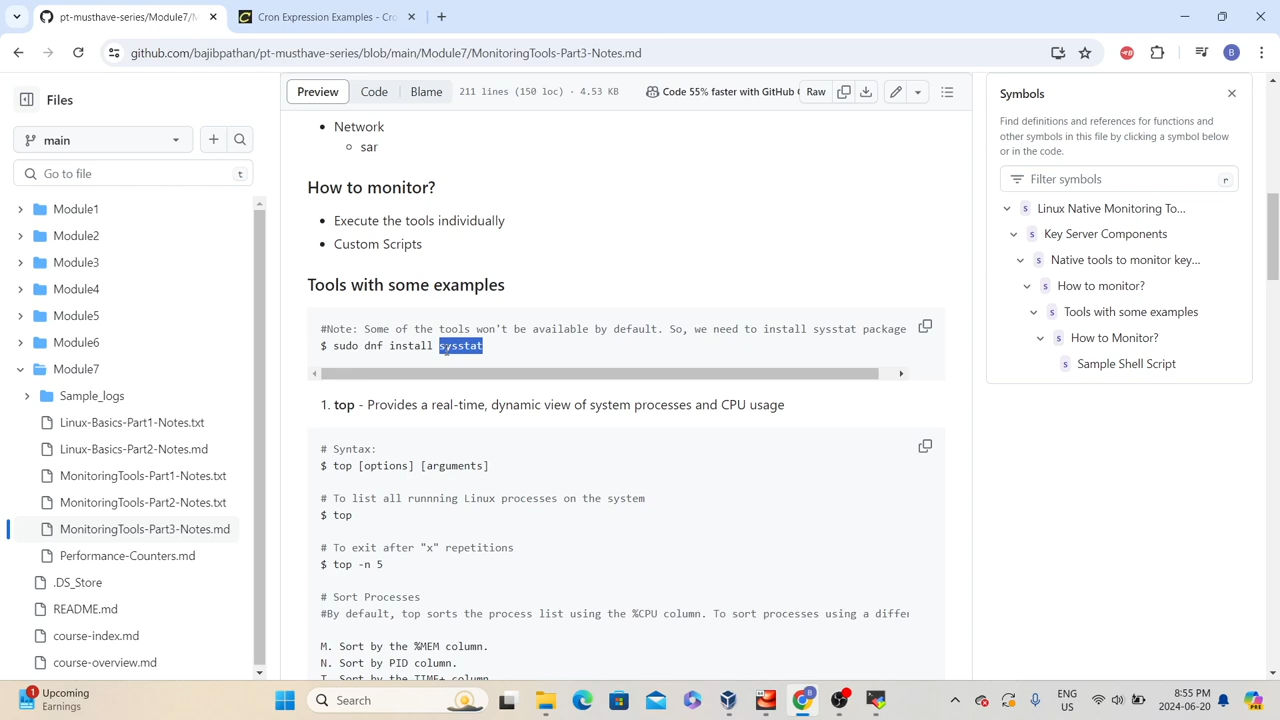 pt-musthave-series/Module7/M
Cron Expression Examples - Cro
github.com/bajibpathan/pt-musthave-series/blob/main/Module7/MonitoringTools-Part3-Notes.md
B
Files
main
Go to file
t
Module1
Module2
Module3
Module4
Module5
Module6
Module7
Sample_logs
Linux-Basics-Part1-Notes.txt
Linux-Basics-Part2-Notes.md
MonitoringTools-Part1-Notes.txt
MonitoringTools-Part2-Notes.txt
MonitoringTools-Part3-Notes.md
Performance-Counters.md
.DS_Store
README.md
course-index.md
course-overview.md
Preview
Code
Blame
211 lines (150 loc) · 4.53 KB
Code 55% faster with GitHub C
Raw
• Network
○ sar
How to monitor?
• Execute the tools individually
• Custom Scripts
Tools with some examples
#Note: Some of the tools won't be available by default. So, we need to install sysstat package
$ sudo dnf install sysstat
1. top - Provides a real-time, dynamic view of system processes and CPU usage
# Syntax:
$ top [options] [arguments]
# To list all runnning Linux processes on the system
$ top
# To exit after "x" repetitions
$ top -n 5
# Sort Processes
#By default, top sorts the process list using the %CPU column. To sort processes using a differ
M. Sort by the %MEM column.
N. Sort by PID column.
T. Sort by the TIME+ column.
Symbols
Find definitions and references for functions and
other symbols in this file by clicking a symbol below
or in the code.
Filter symbols
r
S Linux Native Monitoring To...
S Key Server Components
S Native tools to monitor key...
S How to monitor?
S Tools with some examples
S How to Monitor?
S Sample Shell Script
1
Upcoming
Earnings
Search
B
ENG
CA
8:55 PM
2024-06-20
PRE